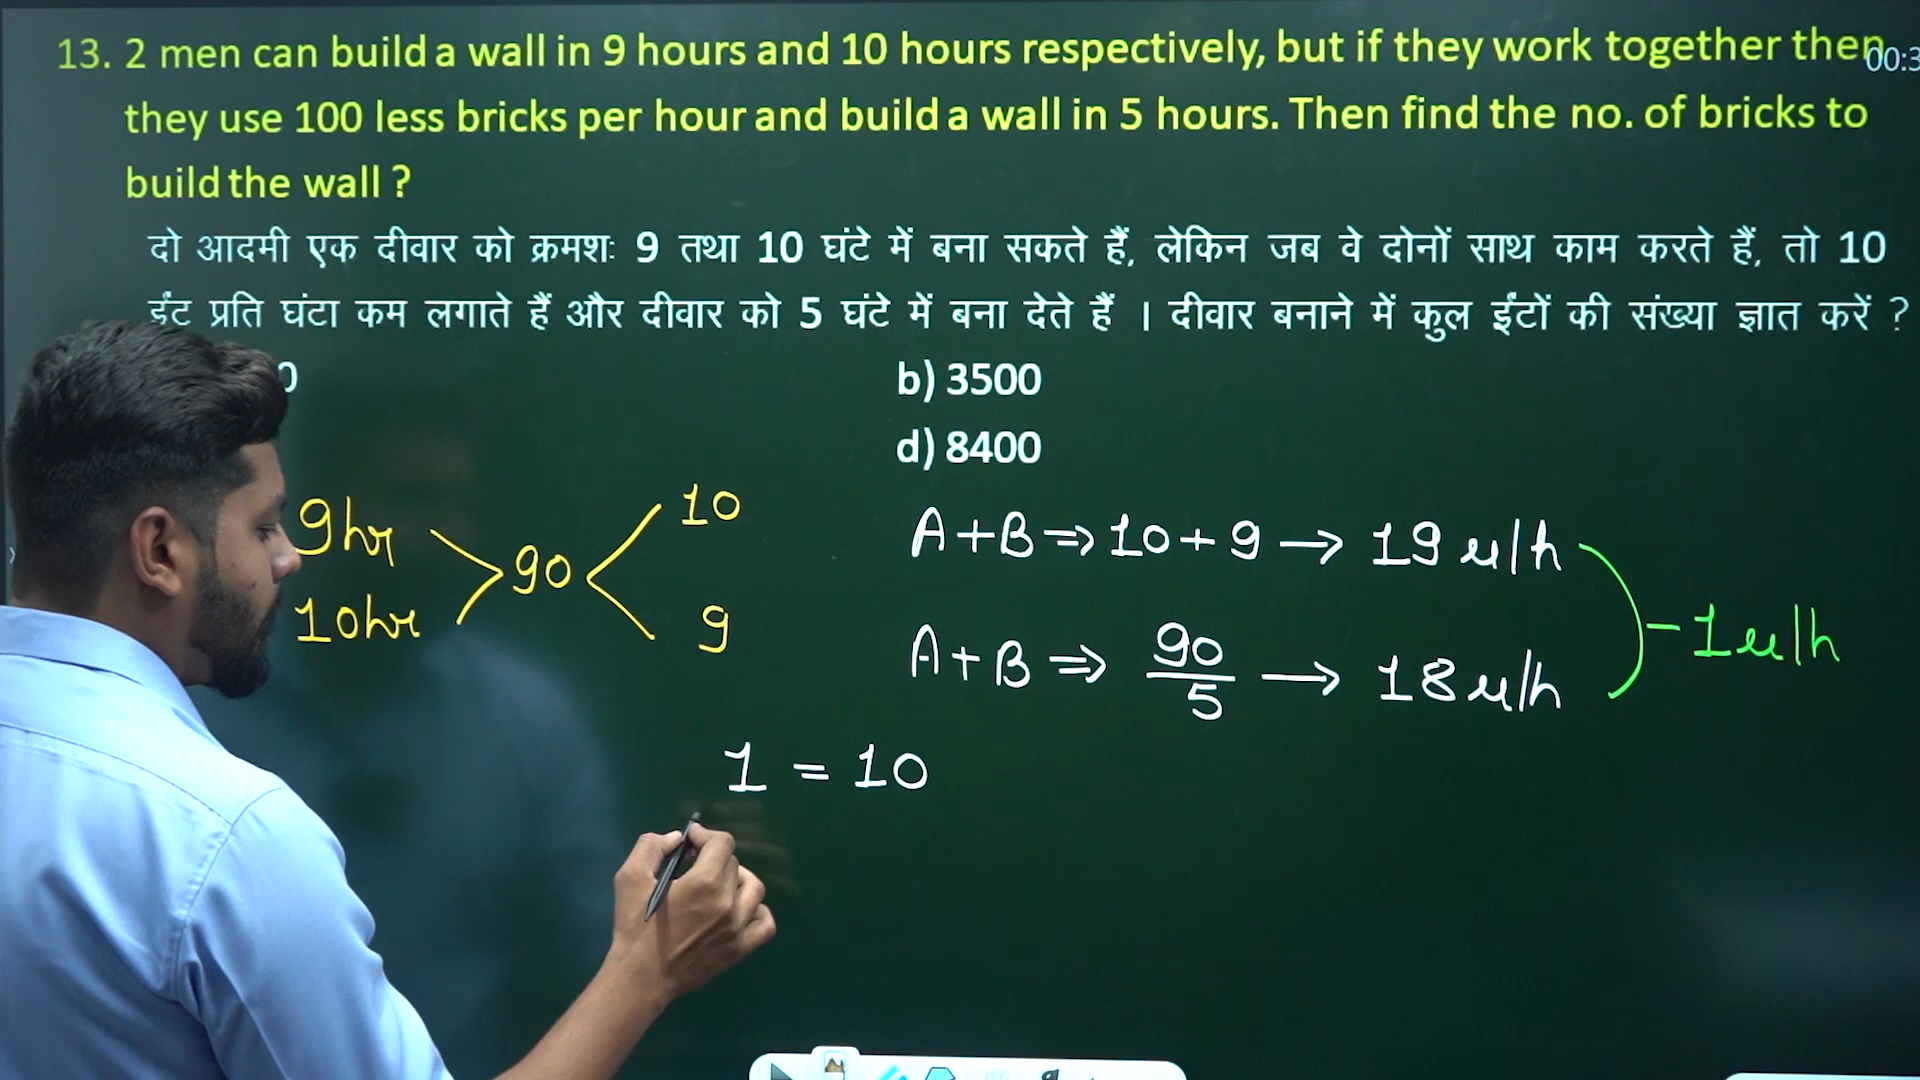 13. 2 men can build a wall in 9 hours and 10 hours respectively, but if they work together then
00:3
they use 100 less bricks per hour and build a wall in 5 hours. Then find the no. of bricks to
build the wall ?
दो आदमी एक दीवार को क्रमशः 9 तथा 10 घंटे में बना सकते हैं, लेकिन जब वे दोनों साथ काम करते हैं, तो 10
ईंट प्रति घंटा कम लगाते हैं और दीवार को 5 घंटे में बना देते हैं । दीवार बनाने में कुल ईंटों की संख्या ज्ञात करें ?
b) 3500
d) 8400
9hr
10hr
90
10
9
A+B⇒10+9→19 u/h
A+B⇒ 90/5 → 18 u/h
-1u/h
1 = 10